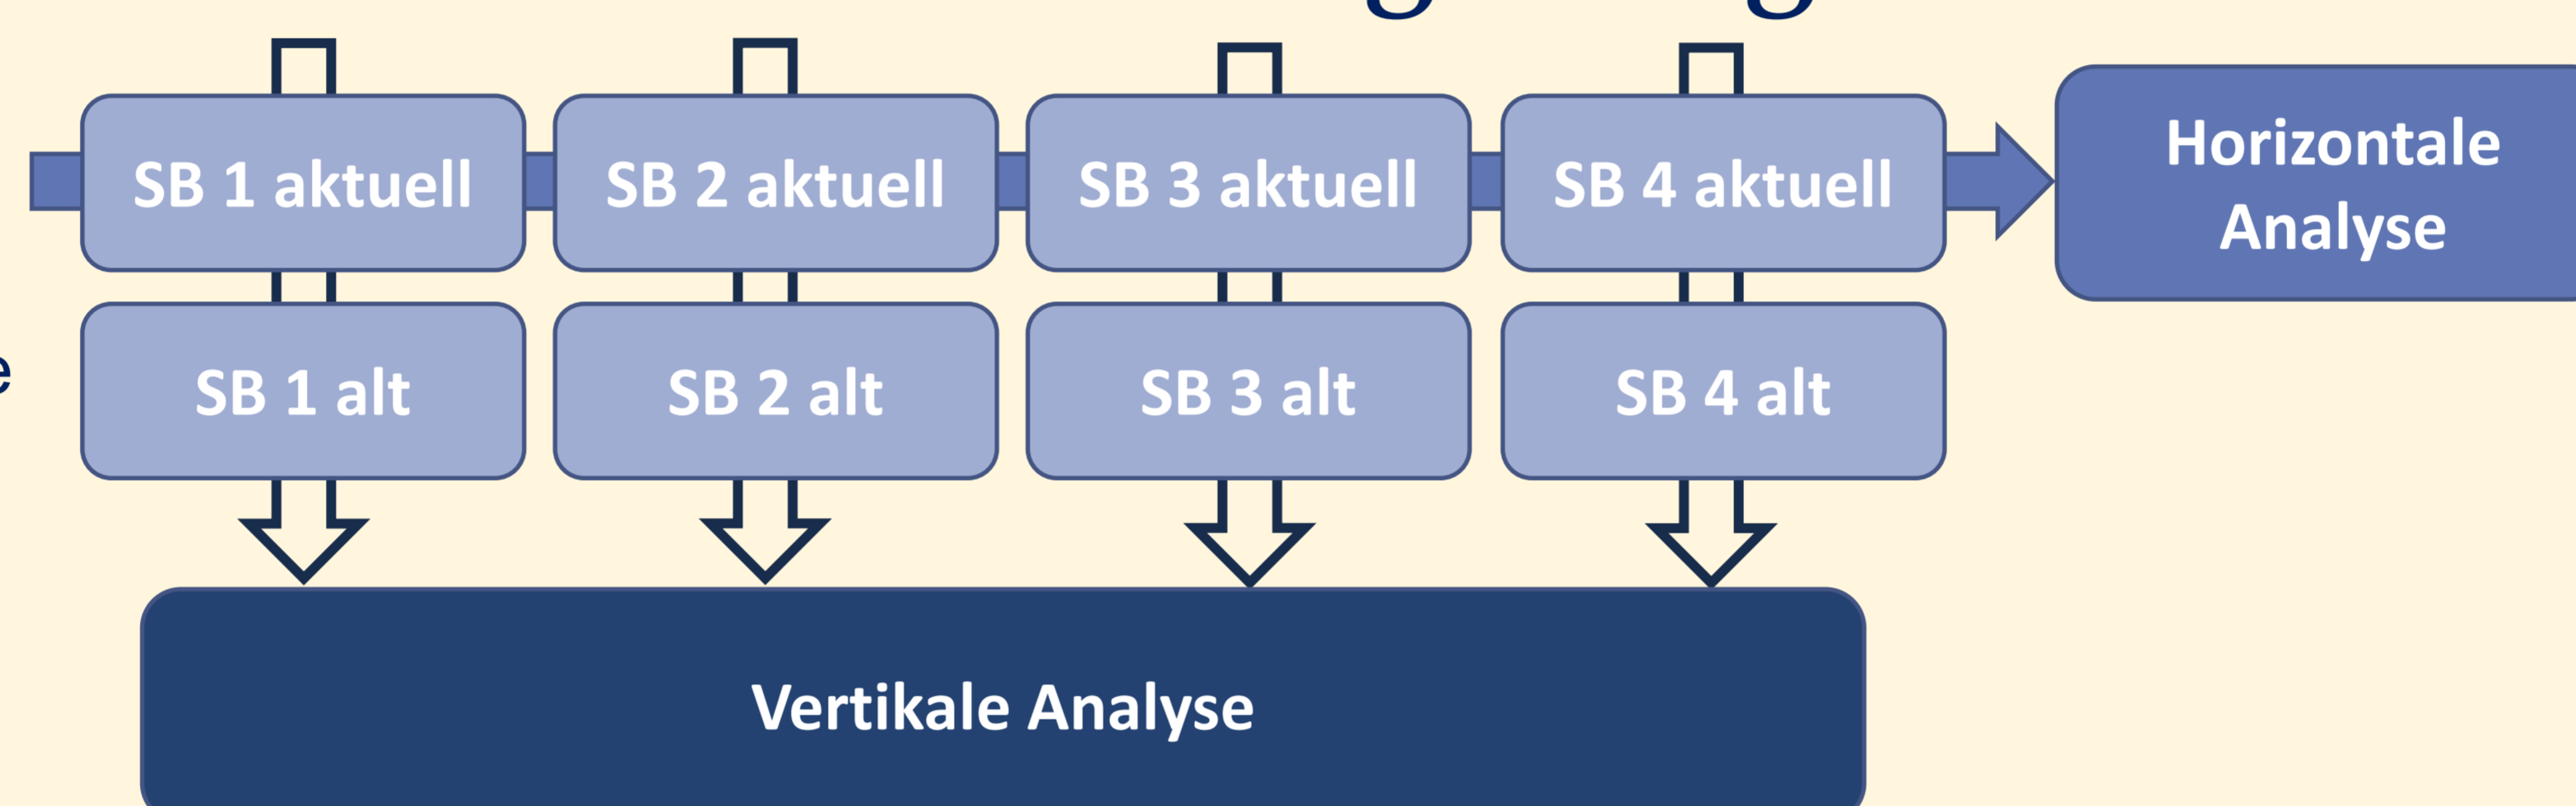 SB 1 aktuell
SB 2 aktuell
SB 3 aktuell
SB 4 aktuell
Horizontale
Analyse
SB 1 alt
SB 2 alt
SB 3 alt
SB 4 alt
Vertikale Analyse